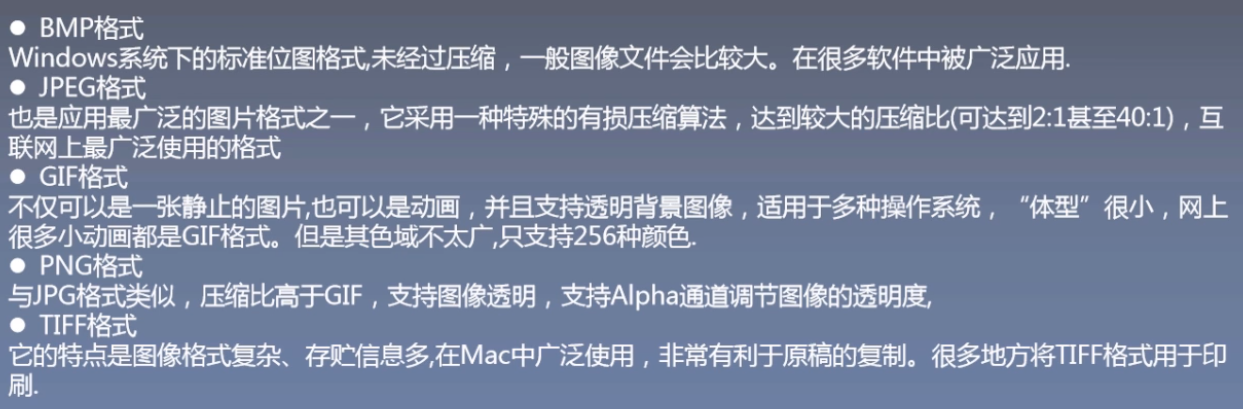 ● BMP格式
Windows系统下的标准位图格式,未经过压缩，一般图像文件会比较大。在很多软件中被广泛应用.
● JPEG格式
也是应用最广泛的图片格式之一，它采用一种特殊的有损压缩算法，达到较大的压缩比(可达到2:1甚至40:1)，互
联网上最广泛使用的格式
● GIF格式
不仅可以是一张静止的图片,也可以是动画，并且支持透明背景图像，适用于多种操作系统，“体型”很小，网上
很多小动画都是GIF格式。但是其色域不太广,只支持256种颜色.
● PNG格式
与JPG格式类似，压缩比高于GIF，支持图像透明，支持Alpha通道调节图像的透明度,
● TIFF格式
它的特点是图像格式复杂、存贮信息多,在Mac中广泛使用，非常有利于原稿的复制。很多地方将TIFF格式用于印
刷.